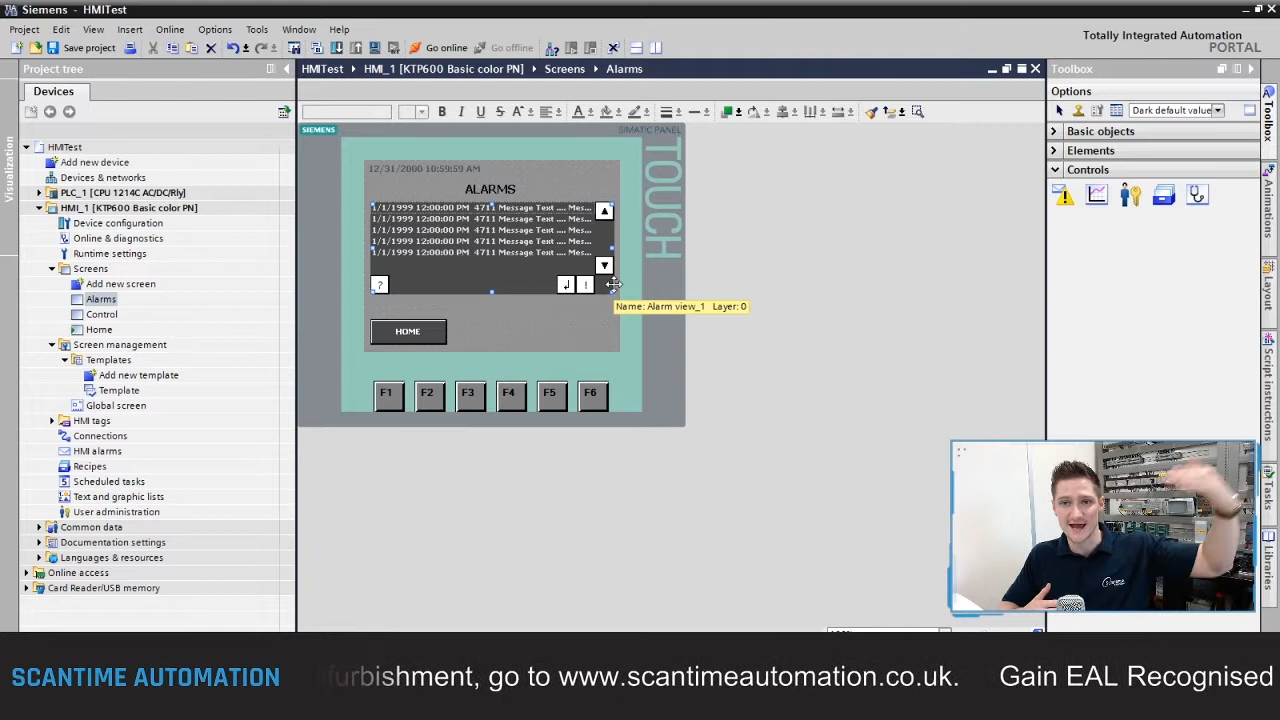 Siemens - HMITest
Project Edit View Insert Online Options Tools Window Help
Totally Integrated Automation
PORTAL
Save project Go online Go offline
Project tree
HMITest HMI_1 [KTP600 Basic color PN] Screens Alarms
Toolbox
Devices
Options
Dark default value
Visualization
HMITest
Add new device
Devices & networks
PLC_1 [CPU 1214C AC/DC/Rly]
HMI_1 [KTP600 Basic color PN]
Device configuration
Online & diagnostics
Runtime settings
Screens
Add new screen
Alarms
Control
Home
Screen management
Templates
Add new template
Template
Global screen
HMI tags
Connections
HMI alarms
Recipes
Scheduled tasks
Text and graphic lists
User administration
Common data
Documentation settings
Languages & resources
Online access
Card Reader/USB memory
B I U S A
SIEMENS
SIMATIC PANEL
TOUCH
12/31/2000 10:59:59 AM
ALARMS
1/1/1999 12:00:00 PM 4711 Message Text .... Mes...
1/1/1999 12:00:00 PM 4711 Message Text .... Mes...
1/1/1999 12:00:00 PM 4711 Message Text .... Mes...
1/1/1999 12:00:00 PM 4711 Message Text .... Mes...
1/1/1999 12:00:00 PM 4711 Message Text .... Mes...
? !
Name: Alarm view_1 Layer: 0
HOME
F1 F2 F3 F4 F5 F6
Basic objects
Elements
Controls
Toolbox
Animations
Script instructions
Tasks
Libraries
SCANTIME AUTOMATION
furbishment, go to www.scantimeautomation.co.uk. Gain EAL Recognised